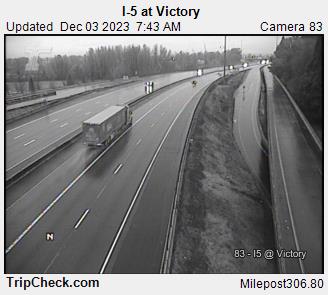 I-5 at Victory
Updated  Dec 03 2023  7:43 AM
Camera 83
N
83 - I5 @ Victory
TripCheck.com
Milepost306.80